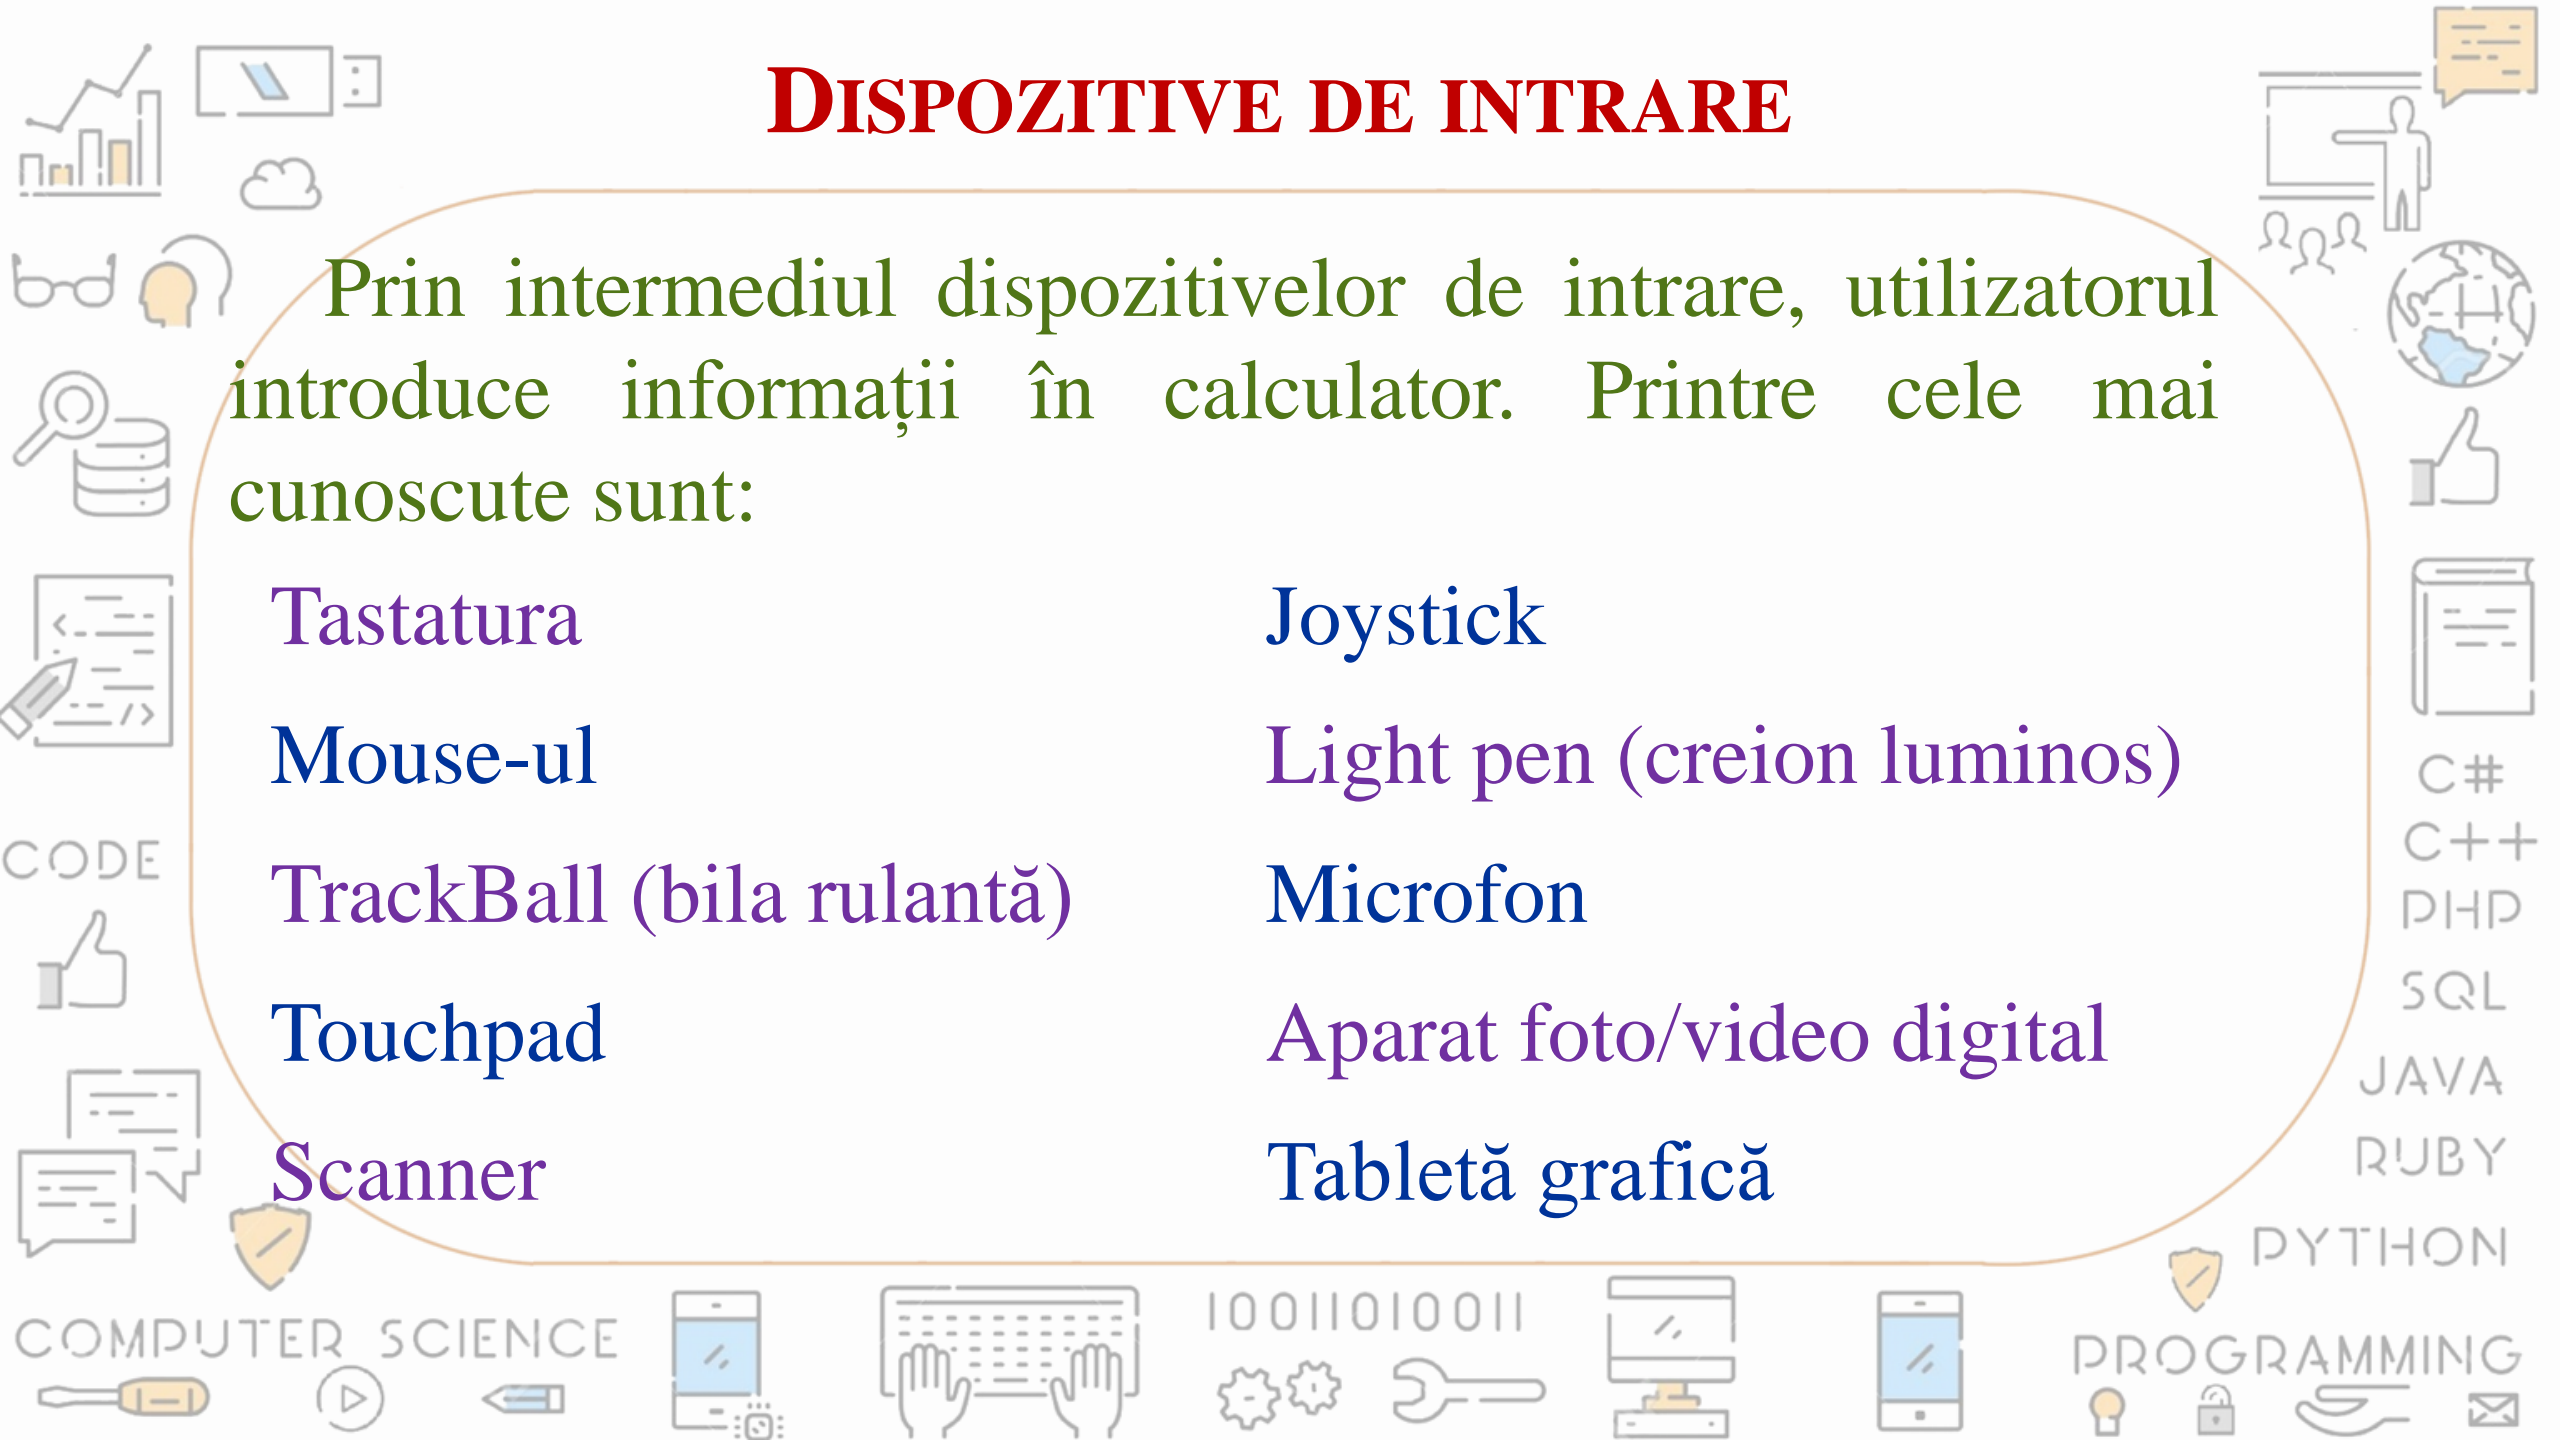 DISPOZITIVE DE INTRARE
Prin intermediul dispozitivelor de intrare, utilizatorul
introduce informații în calculator. Printre cele mai
cunoscute sunt:
Tastatura
Mouse-ul
TrackBall (bila rulantă)
Touchpad
Scanner
Joystick
Light pen (creion luminos)
Microfon
Aparat foto/video digital
Tabletă grafică
CODE
C#
C++
PHP
SQL
JAVA
RUBY
PYTHON
COMPUTER SCIENCE
10011010011
PROGRAMMING